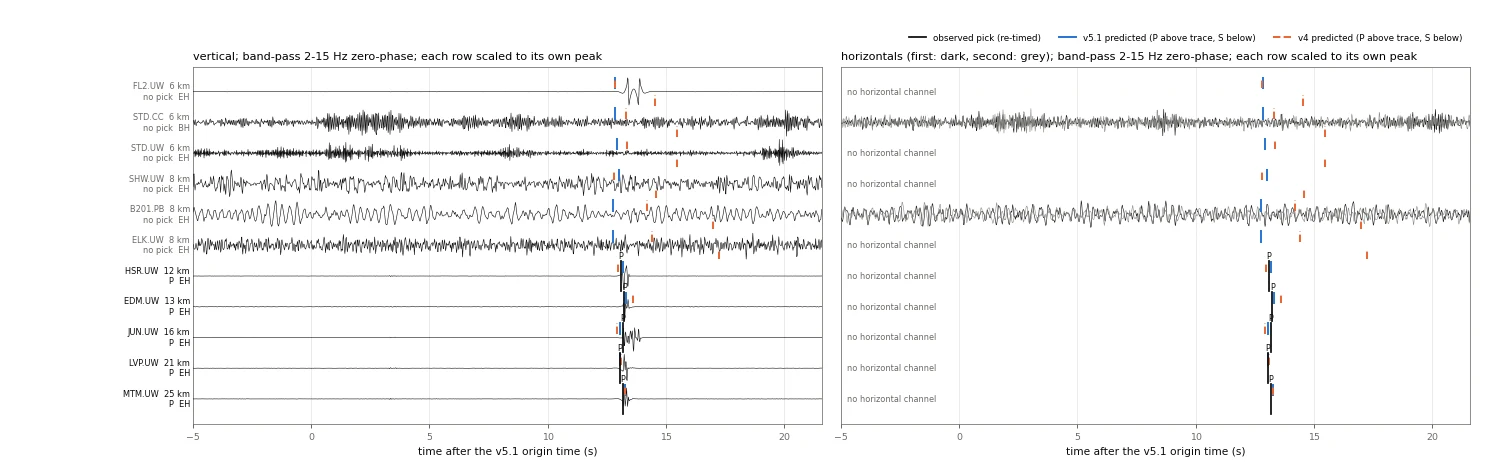 observed pick (re-timed)   v5.1 predicted (P above trace, S below)   v4 predicted (P above trace, S below)
vertical; band-pass 2-15 Hz zero-phase; each row scaled to its own peak
FL2.UW 6 km
no pick EH
STD.CC 6 km
no pick BH
STD.UW 6 km
no pick EH
SHW.UW 8 km
no pick EH
B201.PB 8 km
no pick EH
ELK.UW 8 km
no pick EH
HSR.UW 12 km
P EH
EDM.UW 13 km
P EH
JUN.UW 16 km
P EH
LVP.UW 21 km
P EH
MTM.UW 25 km
P EH
P
P
P
P
P
−5 0 5 10 15 20
time after the v5.1 origin time (s)
horizontals (first: dark, second: grey); band-pass 2-15 Hz zero-phase; each row scaled to its own peak
no horizontal channel
no horizontal channel
no horizontal channel
no horizontal channel
no horizontal channel
no horizontal channel
no horizontal channel
no horizontal channel
no horizontal channel
P
P
P
P
P
−5 0 5 10 15 20
time after the v5.1 origin time (s)